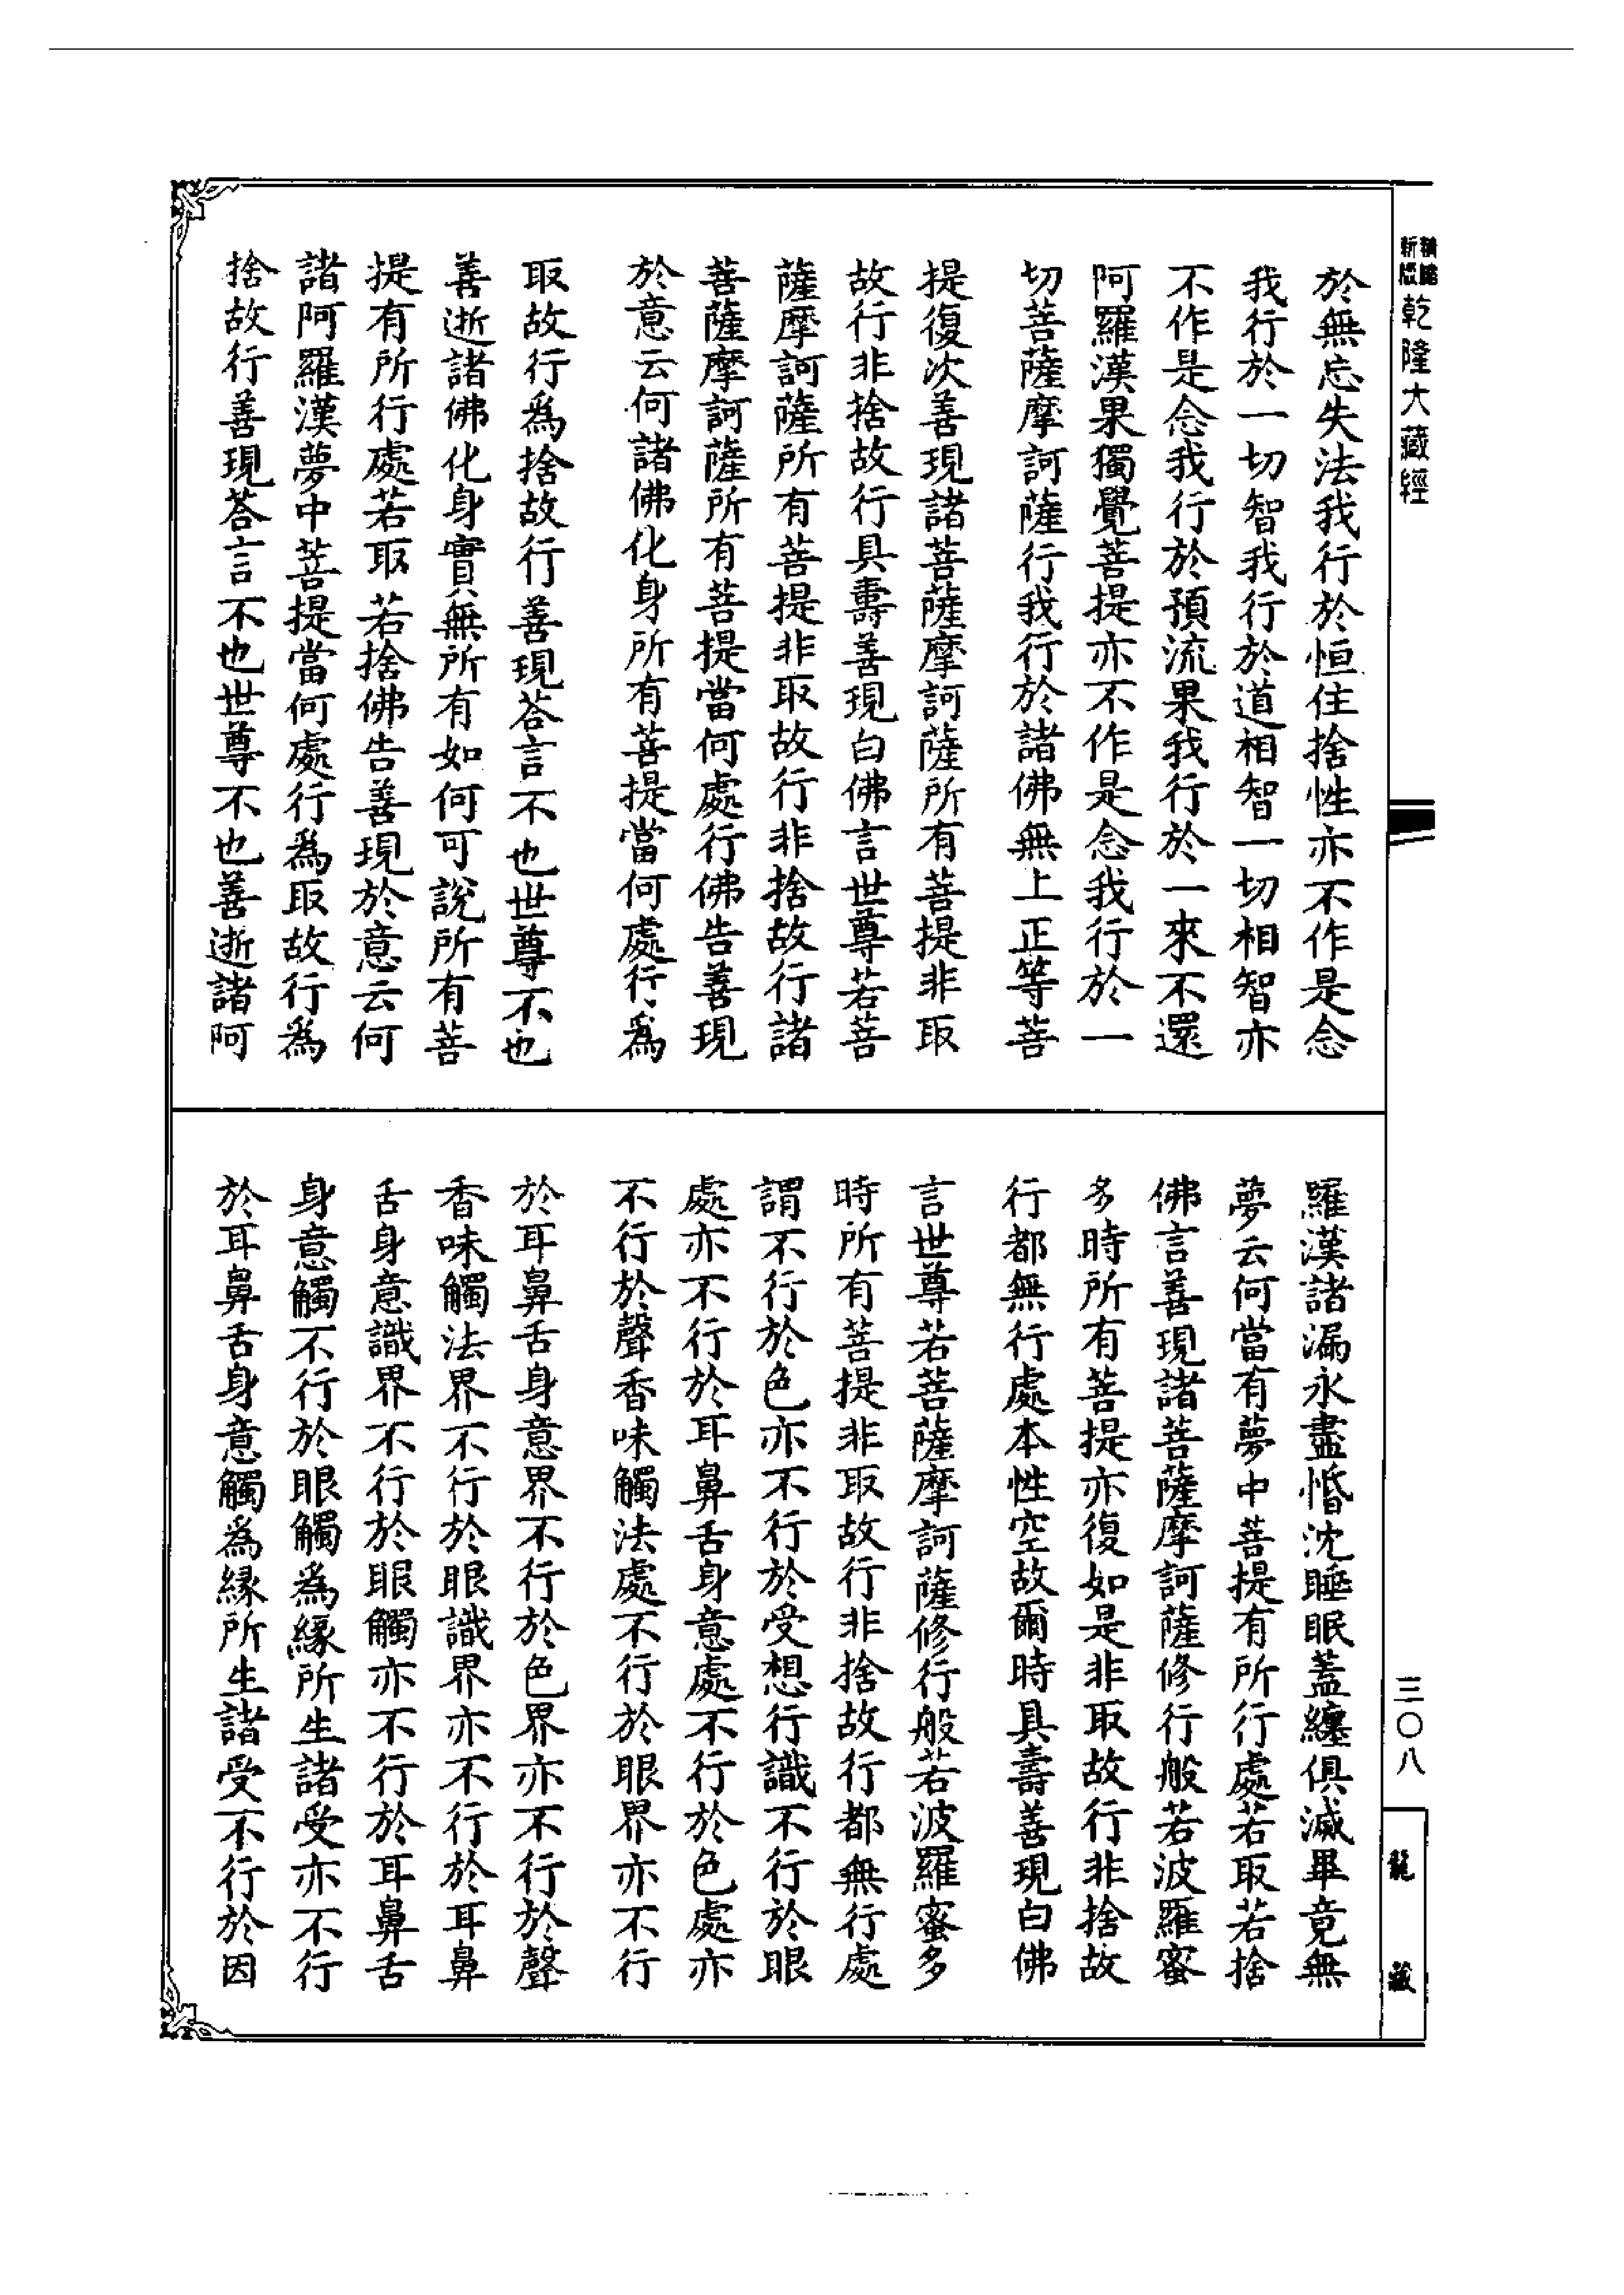 新版
乾隆大藏經
於無忘失法我行於恒住捨性亦不作是念
我行於一切智我行於道相智一切相智亦
不作是念我行於預流果我行於一來不還
阿羅漢果獨覺菩提亦不作是念我行於一
切菩薩摩訶薩行我行於諸佛無上正等菩
提復次善現諸菩薩摩訶薩所有菩提非取
故行非捨故行具壽善現白佛言世尊若菩
薩摩訶薩所有菩提非取故行非捨故行諸
菩薩摩訶薩所有菩提當何處行佛告善現
於意云何諸佛化身所有菩提當何處行爲
取故行爲捨故行善現荅言不也世尊不也
善逝諸佛化身實無所有如何可說所有菩
提有所行處若取若捨佛告善現於意云何
諸阿羅漢夢中菩提當何處行爲取故行爲
捨故行善現荅言不也世尊不也善逝諸阿
羅漢諸漏永盡惛沈睡眠蓋纏俱滅畢竟無
夢云何當有夢中菩提有所行處若取若捨
佛言善現諸菩薩摩訶薩修行般若波羅蜜
多時所有菩提亦復如是非取故行非捨故
行都無行處本性空故爾時具壽善現白佛
言世尊若菩薩摩訶薩修行般若波羅蜜多
時所有菩提非取故行非捨故行都無行處
謂不行於色亦不行於受想行識不行於眼
處亦不行於耳鼻舌身意處不行於色處亦
不行於聲香味觸法處不行於眼界亦不行
於耳鼻舌身意界不行於色界亦不行於聲
香味觸法界不行於眼識界亦不行於耳鼻
舌身意識界不行於眼觸亦不行於耳鼻舌
身意觸不行於眼觸為緣所生諸受亦不行
於耳鼻舌身意觸為緣所生諸受不行於因
三〇八
龍藏